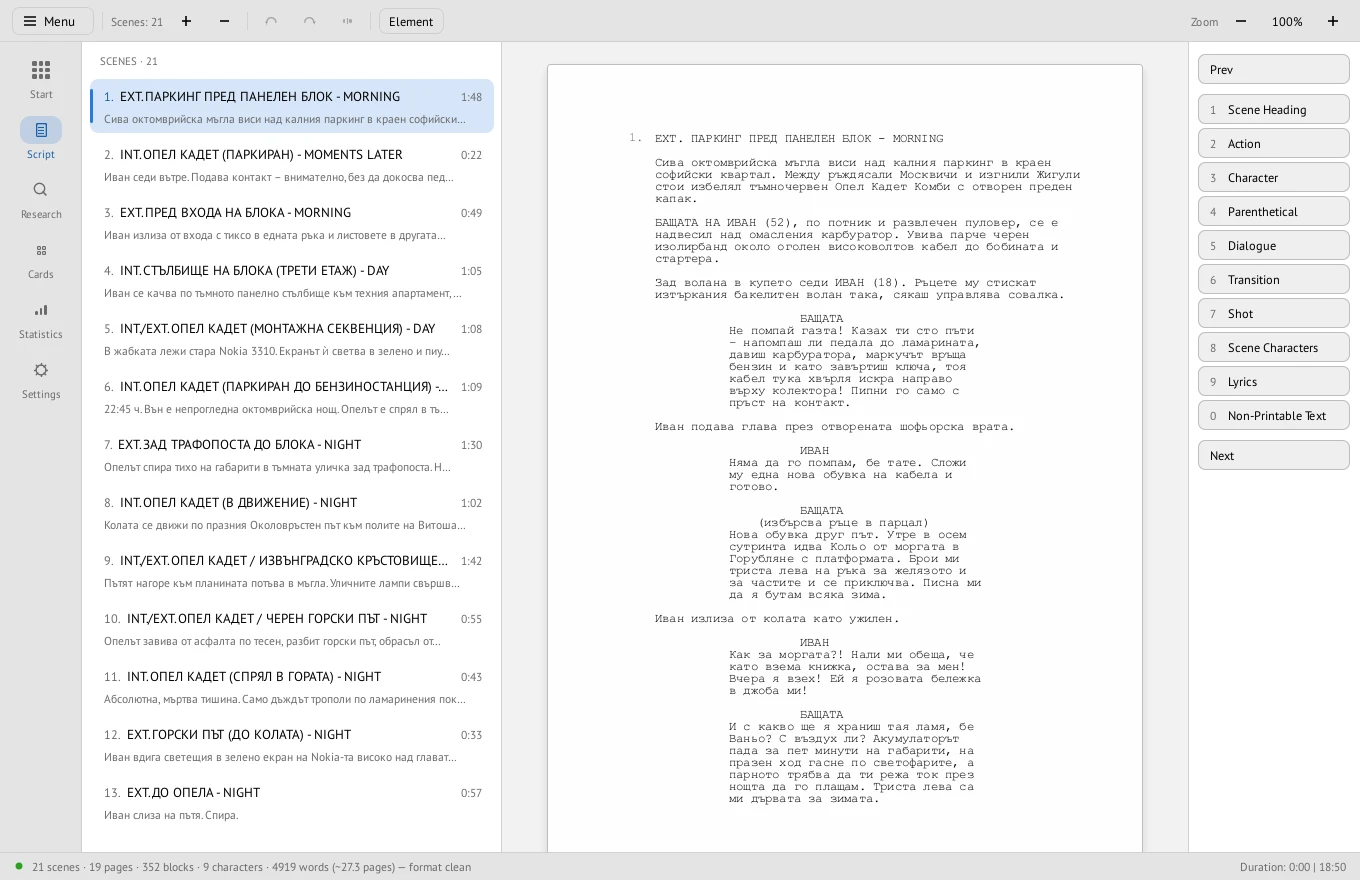 Menu
Scenes: 21
Element
Zoom
100%
Start
Script
Research
Cards
Statistics
Settings
SCENES · 21
1. EXT. ПАРКИНГ ПРЕД ПАНЕЛЕН БЛОК - MORNING 1:48
Сива октомврийска мъгла виси над калния паркинг в краен софийски...
2. INT. ОПЕЛ КАДЕТ (ПАРКИРАН) - MOMENTS LATER 0:22
Иван седи вътре. Подава контакт – внимателно, без да докосва пед...
3. EXT. ПРЕД ВХОДА НА БЛОКА - MORNING 0:49
Иван излиза от входа с тиксо в едната ръка и листовете в другата...
4. INT. СТЪЛБИЩЕ НА БЛОКА (ТРЕТИ ЕТАЖ) - DAY 1:05
Иван се качва по тъмното панелно стълбище към техния апартамент, ...
5. INT./EXT. ОПЕЛ КАДЕТ (МОНТАЖНА СЕКВЕНЦИЯ) - DAY 1:08
В жабката лежи стара Nokia 3310. Екранът ѝ светва в зелено и пиу...
6. INT. ОПЕЛ КАДЕТ (ПАРКИРАН ДО БЕНЗИНОСТАНЦИЯ) -... 1:09
22:45 ч. Вън е непрогледна октомврийска нощ. Опелът е спрял в тъ...
7. EXT. ЗАД ТРАФОПОСТА ДО БЛОКА - NIGHT 1:30
Опелът спира тихо на габарити в тъмната уличка зад трафопоста. Н...
8. INT. ОПЕЛ КАДЕТ (В ДВИЖЕНИЕ) - NIGHT 1:02
Колата се движи по празния Околовръстен път към полите на Витоша...
9. INT./EXT. ОПЕЛ КАДЕТ / ИЗВЪНГРАДСКО КРЪСТОВИЩЕ... 1:42
Пътят нагоре към планината потъва в мъгла. Уличните лампи свършв...
10. INT./EXT. ОПЕЛ КАДЕТ / ЧЕРЕН ГОРСКИ ПЪТ - NIGHT 0:55
Опелът завива от асфалта по тесен, разбит горски път, обрасъл от...
11. INT. ОПЕЛ КАДЕТ (СПРЯЛ В ГОРАТА) - NIGHT 0:43
Абсолютна, мъртва тишина. Само дъждът трополи по ламаринения пок...
12. EXT. ГОРСКИ ПЪТ (ДО КОЛАТА) - NIGHT 0:33
Иван вдига светещия в зелено екран на Nokia-та високо над глават...
13. EXT. ДО ОПЕЛА - NIGHT 0:57
Иван слиза на пътя. Спира.
1. EXT. ПАРКИНГ ПРЕД ПАНЕЛЕН БЛОК - MORNING
Сива октомврийска мъгла виси над калния паркинг в краен
софийски квартал. Между ръждясали Москвичи и изгнили Жигули
стои избелял тъмночервен Опел Кадет Комби с отворен преден
капак.
БАЩАТА НА ИВАН (52), по потник и развлечен пуловер, се е
надвесил над омасления карбуратор. Увива парче черен
изолирбанд около оголен високоволтов кабел до бобината и
стартера.
Зад волана в купето седи ИВАН (18). Ръцете му стискат
изтъркания бакелитен волан така, сякаш управлява совалка.
БАЩАТА
Не помпай газта! Казах ти сто пъти
– напомпаш ли педала до ламарината,
давиш карбуратора, маркучът връща
бензин и като завъртиш ключа, тоя
кабел тука хвърля искра направо
върху колектора! Пипни го само с
пръст на контакт.
Иван подава глава през отворената шофьорска врата.
ИВАН
Няма да го помпам, бе тате. Сложи
му една нова обувка на кабела и
готово.
БАЩАТА
(избърсва ръце в парцал)
Нова обувка друг път. Утре в осем
сутринта идва Кольо от моргата в
Горубляне с платформата. Брои ми
триста лева на ръка за желязото и
за частите и се приключва. Писна ми
да я бутам всяка зима.
Иван излиза от колата като ужилен.
ИВАН
Как за моргата?! Нали ми обеща, че
като взема книжка, остава за мен!
Вчера я взех! Ей я розовата бележка
в джоба ми!
БАЩАТА
И с какво ще я храниш тая ламя, бе
Ваньо? С въздух ли? Акумулаторът
пада за пет минути на габарити, на
празен ход гасне по светофарите, а
парното трябва да ти режа ток през
нощта да го плащам. Триста лева са
ми дървата за зимата.
Prev
1 Scene Heading
2 Action
3 Character
4 Parenthetical
5 Dialogue
6 Transition
7 Shot
8 Scene Characters
9 Lyrics
0 Non-Printable Text
Next
21 scenes · 19 pages · 352 blocks · 9 characters · 4919 words (~27.3 pages) — format clean
Duration: 0:00 | 18:50